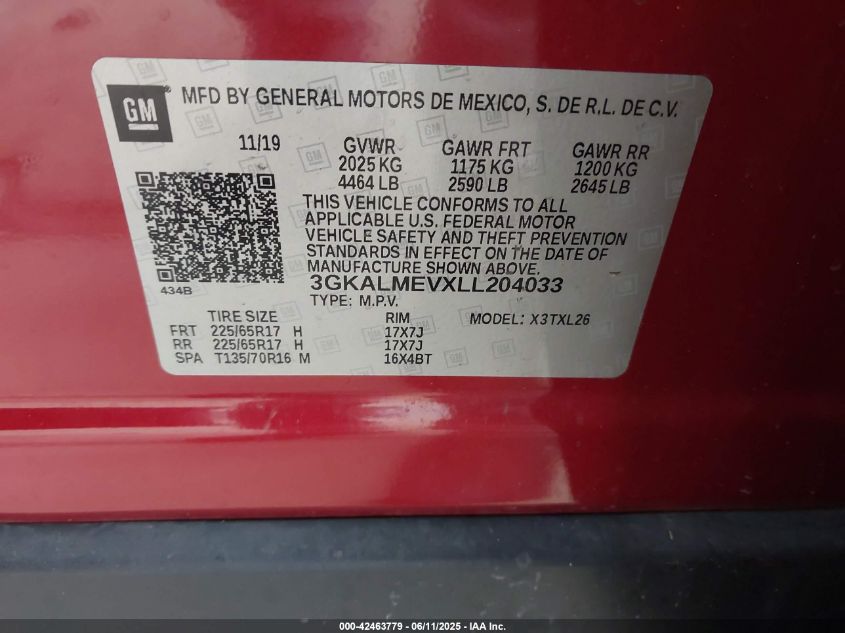 GM MFD BY GENERAL MOTORS DE MEXICO, S. DE R.L. DE C.V.
11/19 GVWR GAWR FRT GAWR RR
2025 KG 1175 KG 1200 KG
4464 LB 2590 LB 2645 LB
THIS VEHICLE CONFORMS TO ALL
APPLICABLE U.S. FEDERAL MOTOR
VEHICLE SAFETY AND THEFT PREVENTION
STANDARDS IN EFFECT ON THE DATE OF
MANUFACTURE SHOWN ABOVE.
434B 3GKALMEVXLL204033
TYPE: M.P.V.
TIRE SIZE RIM MODEL: X3TXL26
FRT 225/65R17 H 17X7J
RR 225/65R17 H 17X7J
SPA T135/70R16 M 16X4BT
000-42463779 - 06/11/2025 - IAA Inc.